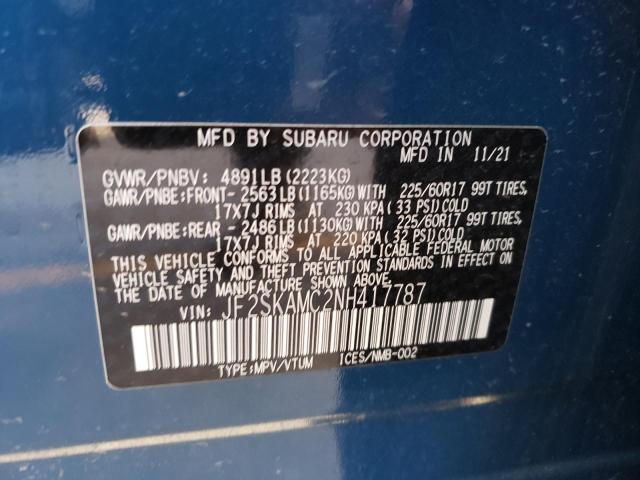 MFD BY SUBARU CORPORATION
MFD IN 11/21
GVWR/PNBV: 4891LB(2223KG)
GAWR/PNBE:FRONT-2563LB(1165KG)WITH 225/60R17 99T TIRES,
17X7J RIMS AT 230 KPA(33 PSI)COLD
GAWR/PNBE:REAR -2486LB(1130KG)WITH 225/60R17 99T TIRES,
17X7J RIMS AT 220 KPA(32 PSI)COLD
THIS VEHICLE CONFORMS TO ALL APPLICABLE FEDERAL MOTOR
VEHICLE SAFETY AND THEFT PREVENTION STANDARDS IN EFFECT
ON THE DATE OF MANUFACTURE SHOWN ABOVE.
VIN: JF2SKAMC2NH417787
TYPE:MPV/VTUM ICES/NMB-002